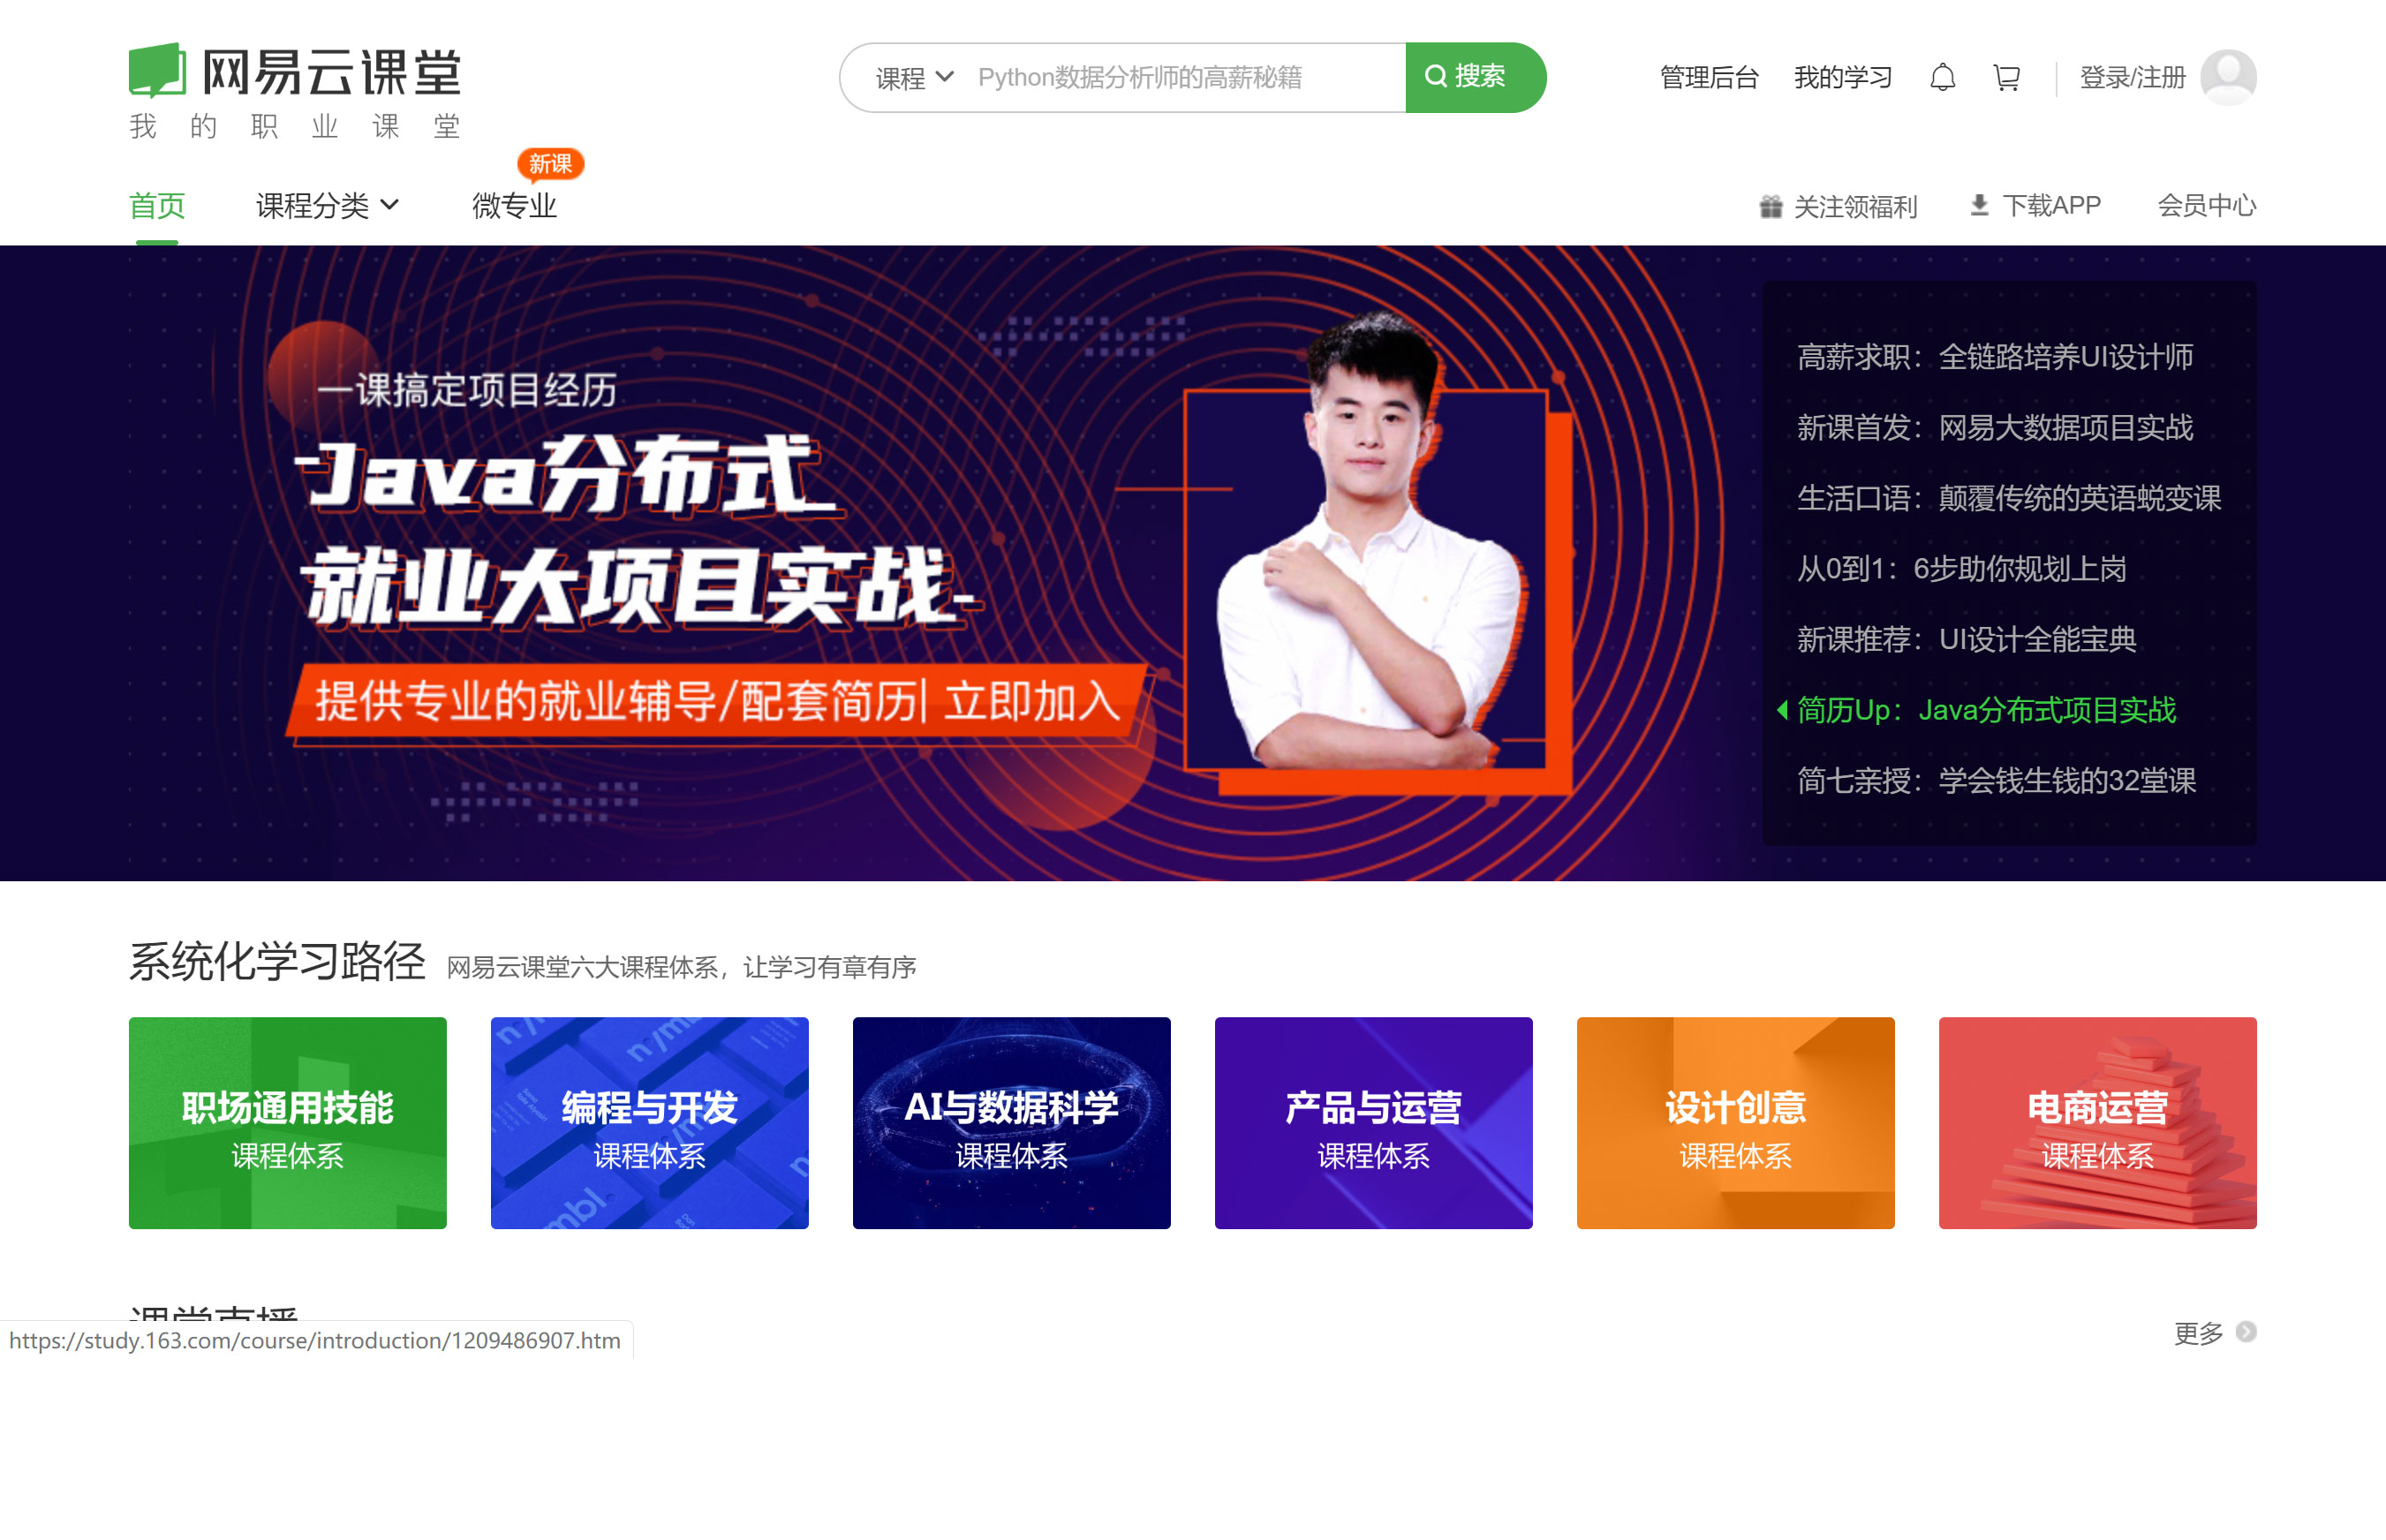 网易云课堂
我的职业课堂
课程 Python数据分析师的高薪秘籍 搜索
管理后台 我的学习 登录/注册
新课
首页 课程分类 微专业
关注领福利 下载APP 会员中心
一课搞定项目经历
Java分布式
就业大项目实战
提供专业的就业辅导/配套简历| 立即加入
高薪求职：全链路培养UI设计师
新课首发：网易大数据项目实战
生活口语：颠覆传统的英语蜕变课
从0到1：6步助你规划上岗
新课推荐：UI设计全能宝典
简历Up：Java分布式项目实战
简七亲授：学会钱生钱的32堂课
系统化学习路径 网易云课堂六大课程体系，让学习有章有序
职场通用技能
课程体系
编程与开发
课程体系
AI与数据科学
课程体系
产品与运营
课程体系
设计创意
课程体系
电商运营
课程体系
课堂直播
更多
https://study.163.com/course/introduction/1209486907.htm